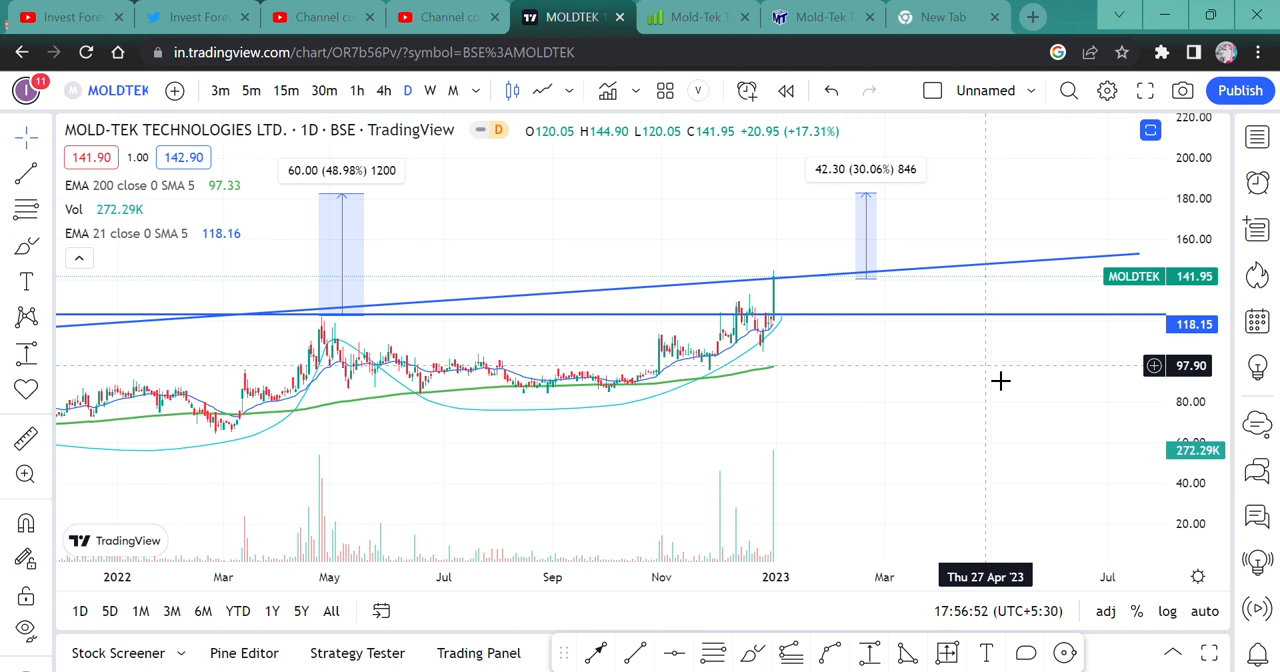 Invest Fore
Invest Fore
Channel co
Channel co
MOLDTEK
Mold-Tek T
Mold-Tek T
New Tab
in.tradingview.com/chart/OR7b56Pv/?symbol=BSE%3AMOLDTEK
11
I
M MOLDTEK
3m 5m 15m 30m 1h 4h D W M
V
Unnamed
Publish
MOLD-TEK TECHNOLOGIES LTD. · 1D · BSE · TradingView
D
O120.05 H144.90 L120.05 C141.95 +20.95 (+17.31%)
141.90 1.00 142.90
EMA 200 close 0 SMA 5 97.33
Vol 272.29K
EMA 21 close 0 SMA 5 118.16
60.00 (48.98%) 1200
42.30 (30.06%) 846
220.00
200.00
180.00
160.00
MOLDTEK 141.95
118.15
97.90
80.00
60.00
272.29K
40.00
20.00
TradingView
2022 Mar May Jul Sep Nov 2023 Mar Thu 27 Apr '23 Jul
1D 5D 1M 3M 6M YTD 1Y 5Y All
17:56:52 (UTC+5:30)
adj % log auto
Stock Screener Pine Editor Strategy Tester Trading Panel